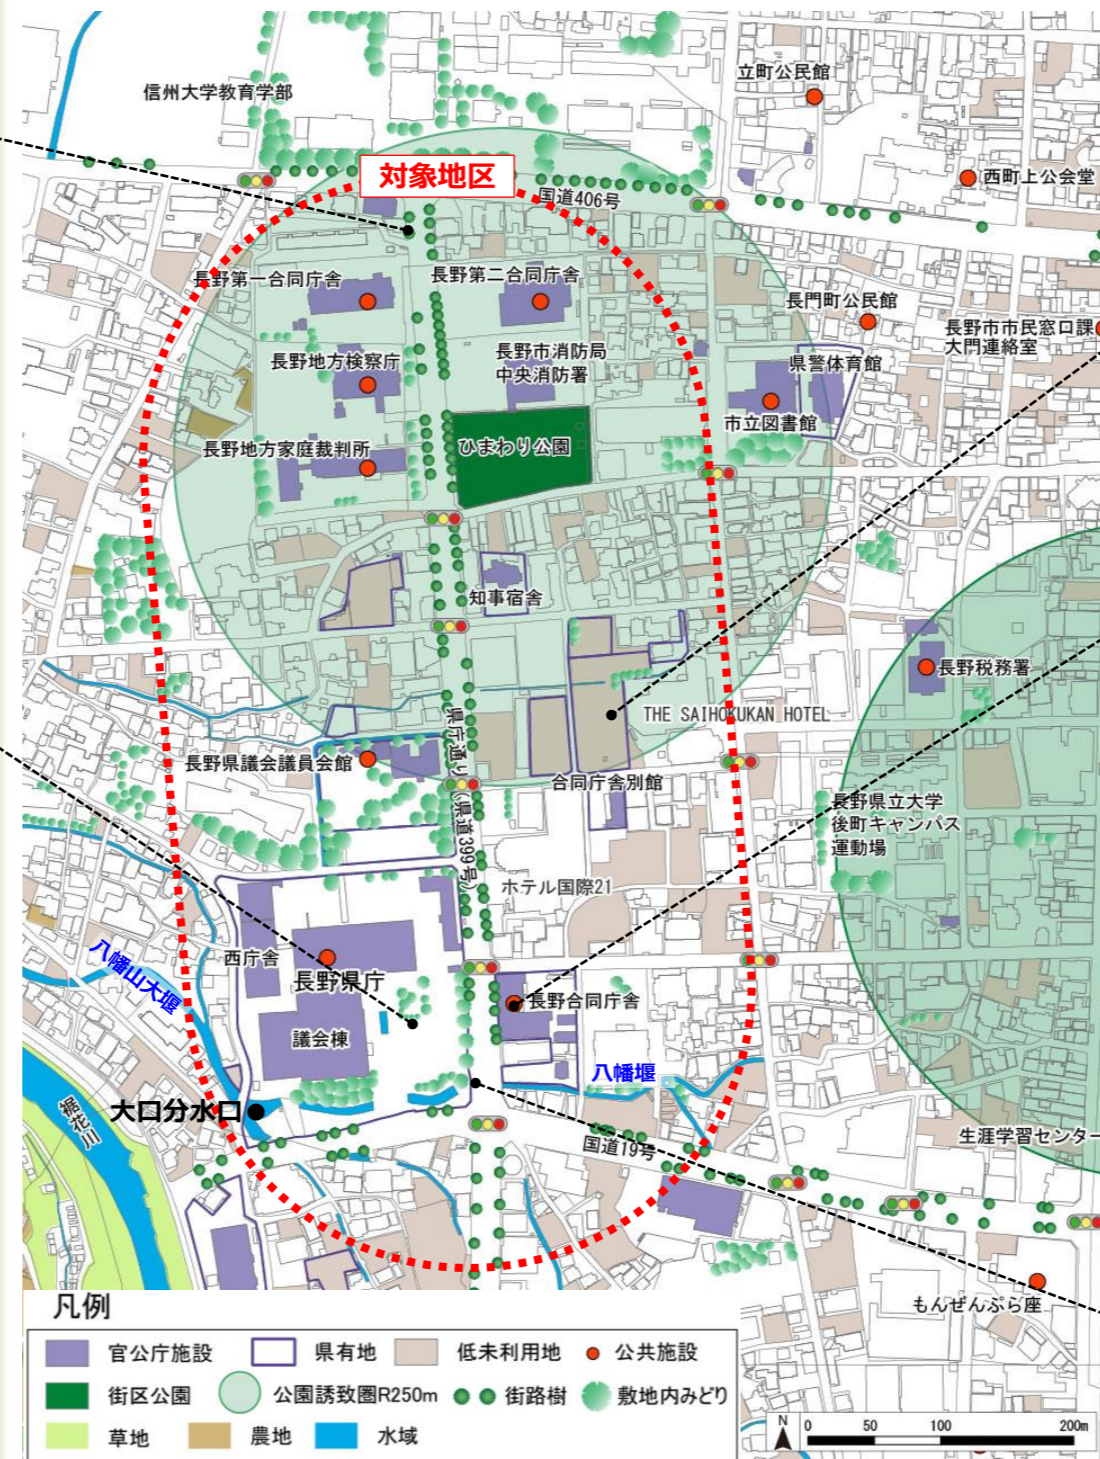 信州大学教育学部
立町公民館
対象地区
西町上公会堂
国道406号
長野第一合同庁舎
長野第二合同庁舎
長門町公民館
長野市市民窓口課
大門連絡室
長野地方検察庁
長野市消防局
中央消防署
県警体育館
市立図書館
長野地方家庭裁判所
ひまわり公園
知事宿舎
長野税務署
THE SAIHOKUKAN HOTEL
県庁通り(県道399号)
長野県議会議員会館
合同庁舎別館
長野県立大学
後町キャンパス
運動場
ホテル国際21
西庁舎
長野県庁
八幡山大堰
長野合同庁舎
議会棟
八幡堰
裾花川
大口分水口
国道19号
生涯学習センター
もんぜんぷら座
凡例
官公庁施設 県有地 低未利用地 公共施設
街区公園 公園誘致圏R250m 街路樹 敷地内みどり
草地 農地 水域
N 0 50 100 200m